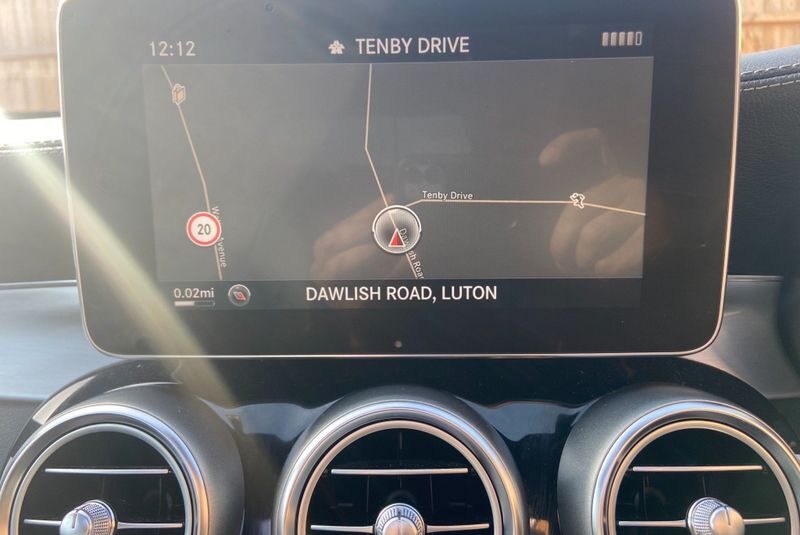 12:12
TENBY DRIVE
Tenby Drive
20
0.02mi
DAWLISH ROAD, LUTON